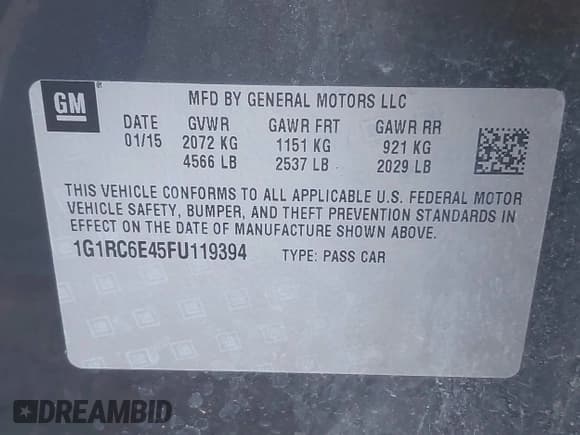 GM
MFD BY GENERAL MOTORS LLC
DATE GVWR GAWR FRT GAWR RR
01/15 2072 KG 1151 KG 921 KG
4566 LB 2537 LB 2029 LB
THIS VEHICLE CONFORMS TO ALL APPLICABLE U.S. FEDERAL MOTOR
VEHICLE SAFETY, BUMPER, AND THEFT PREVENTION STANDARDS IN
EFFECT ON THE DATE OF MANUFACTURE SHOWN ABOVE.
1G1RC6E45FU119394 TYPE: PASS CAR
DREAMBID